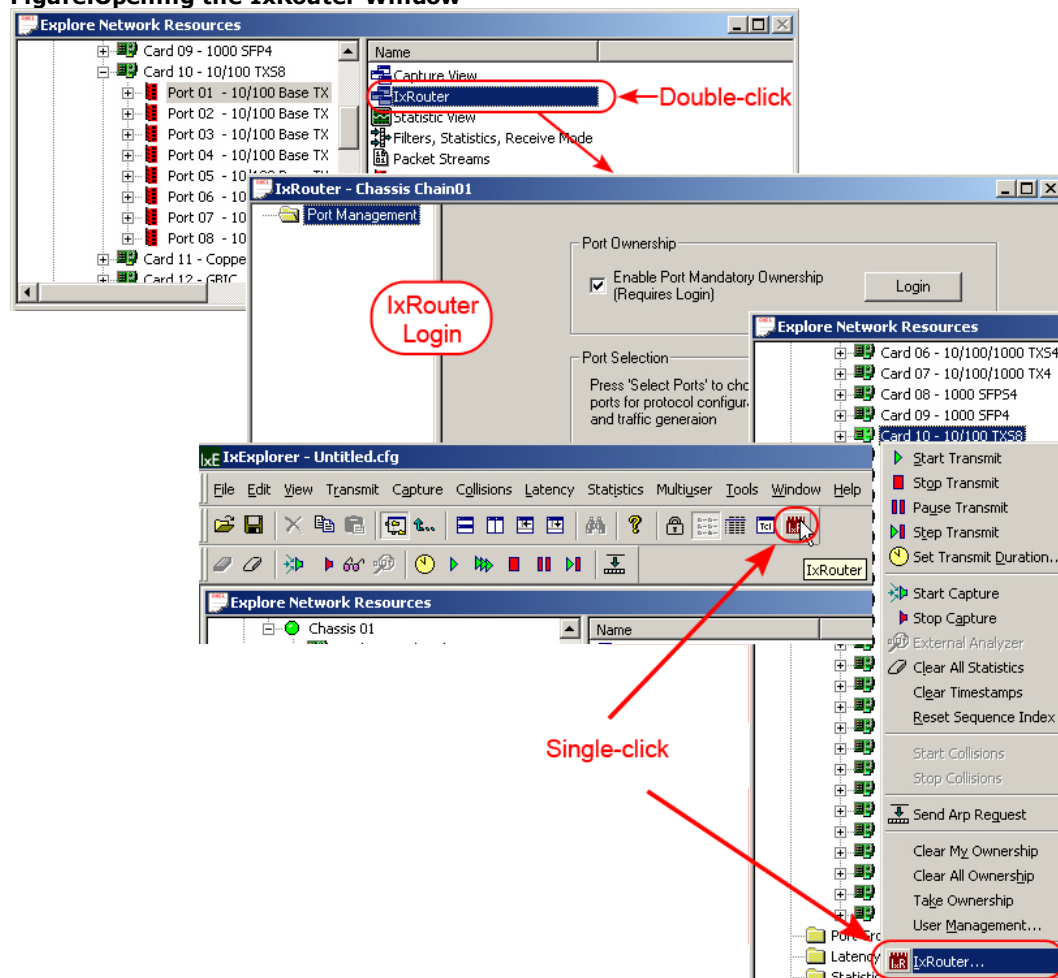 Figure:Opening the IxRouter Window
Explore Network Resources
Card 09 - 1000 SFP4
Card 10 - 10/100 TXS8
Port 01 - 10/100 Base TX
Port 02 - 10/100 Base TX
Port 03 - 10/100 Base TX
Port 04 - 10/100 Base TX
Port 05 - 10/100 Base TX
Port 06 - 10
Port 07 - 10
Port 08 - 10
Card 11 - Coppe
Card 12 - GBIC
Name
Capture View
IxRouter
Statistic View
Filters, Statistics, Receive Mode
Packet Streams
Double-click
IxRouter - Chassis Chain01
Port Management
IxRouter
Login
Port Ownership
Enable Port Mandatory Ownership
(Requires Login)
Login
Port Selection
Press 'Select Ports' to cho
ports for protocol configur
and traffic generaion
Explore Network Resources
Card 06 - 10/100/1000 TXS4
Card 07 - 10/100/1000 TX4
Card 08 - 1000 SFPS4
Card 09 - 1000 SFP4
Card 10 - 10/100 TXS8
IxE IxExplorer - Untitled.cfg
File Edit View Transmit Capture Collisions Latency Statistics Multiuser Tools Window Help
Tcl
IxRouter
Explore Network Resources
Chassis 01
Name
Single-click
Start Transmit
Stop Transmit
Pause Transmit
Step Transmit
Set Transmit Duration..
Start Capture
Stop Capture
External Analyzer
Clear All Statistics
Clear Timestamps
Reset Sequence Index
Start Collisions
Stop Collisions
Send Arp Request
Clear My Ownership
Clear All Ownership
Take Ownership
User Management...
IxR IxRouter...
Port Gro
Latency
Statistic